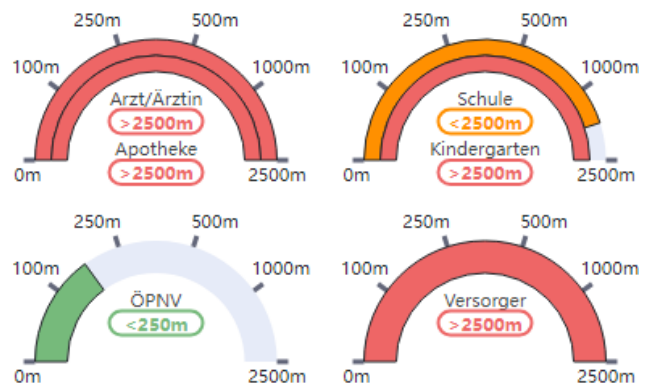 250m 500m
100m 1000m
Arzt/Ärztin
>2500m
Apotheke
>2500m
0m 2500m
250m 500m
100m 1000m
Schule
<2500m
Kindergarten
>2500m
0m 2500m
250m 500m
100m 1000m
ÖPNV
<250m
0m 2500m
250m 500m
100m 1000m
Versorger
>2500m
0m 2500m